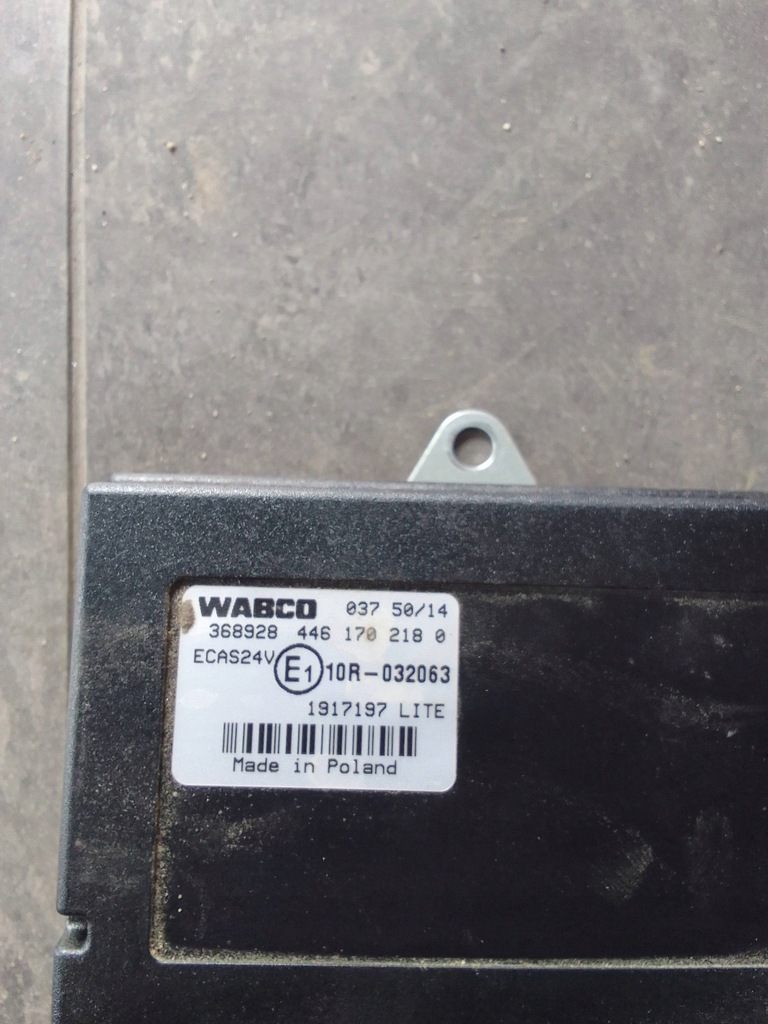 WABCO 037 50/14
368928 446 170 218 0
ECAS24V E1 10R-032063
1917197 LITE
Made in Poland